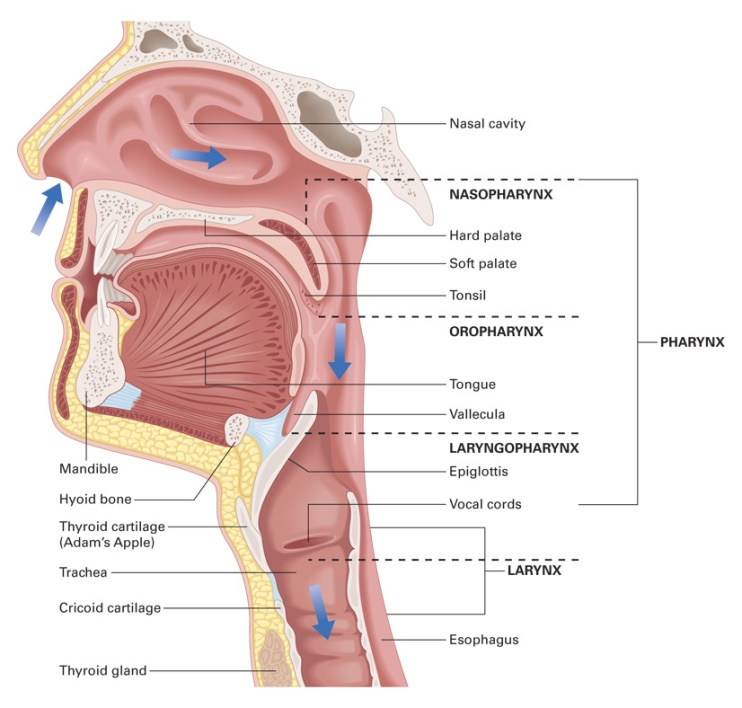 Nasal cavity
NASOPHARYNX
Hard palate
Soft palate
Tonsil
OROPHARYNX
PHARYNX
Tongue
Vallecula
LARYNGOPHARYNX
Epiglottis
Vocal cords
LARYNX
Esophagus
Mandible
Hyoid bone
Thyroid cartilage
(Adam's Apple)
Trachea
Cricoid cartilage
Thyroid gland